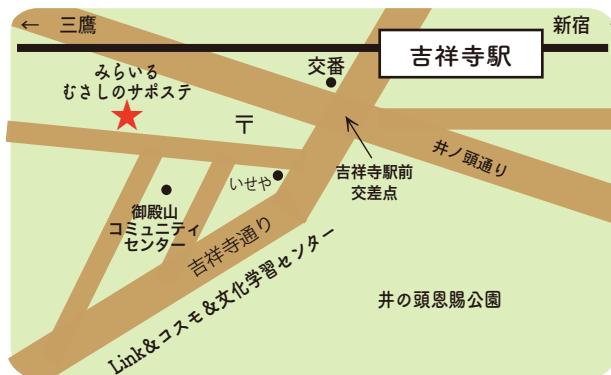 ← 三鷹
新宿
吉祥寺駅
みらいる
むさしのサポステ
交番
〒
井ノ頭通り
いせや
吉祥寺駅前
交差点
御殿山
コミュニティ
センター
吉祥寺通り
Link&コスモ&文化学習センター
井の頭恩賜公園